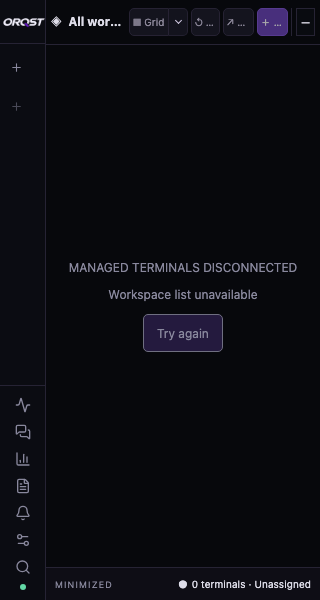 OROST
All wor...
Grid
...
...
+ ...
MANAGED TERMINALS DISCONNECTED
Workspace list unavailable
Try again
MINIMIZED
0 terminals · Unassigned